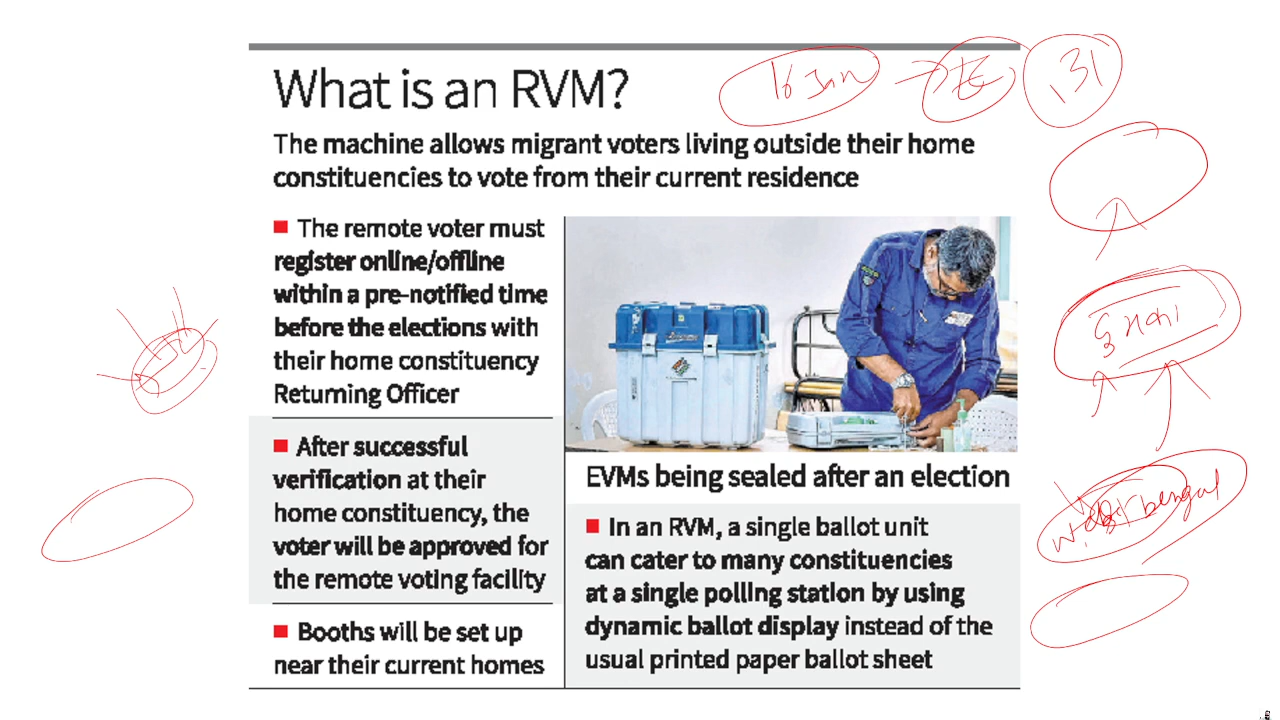 What is an RVM?
16 Jan
31
The machine allows migrant voters living outside their home
constituencies to vote from their current residence
■ The remote voter must
register online/offline
within a pre-notified time
before the elections with
their home constituency
Returning Officer
■ After successful
verification at their
home constituency, the
voter will be approved for
the remote voting facility
■ Booths will be set up
near their current homes
EVMs being sealed after an election
■ In an RVM, a single ballot unit
can cater to many constituencies
at a single polling station by using
dynamic ballot display instead of the
usual printed paper ballot sheet
W. bengal